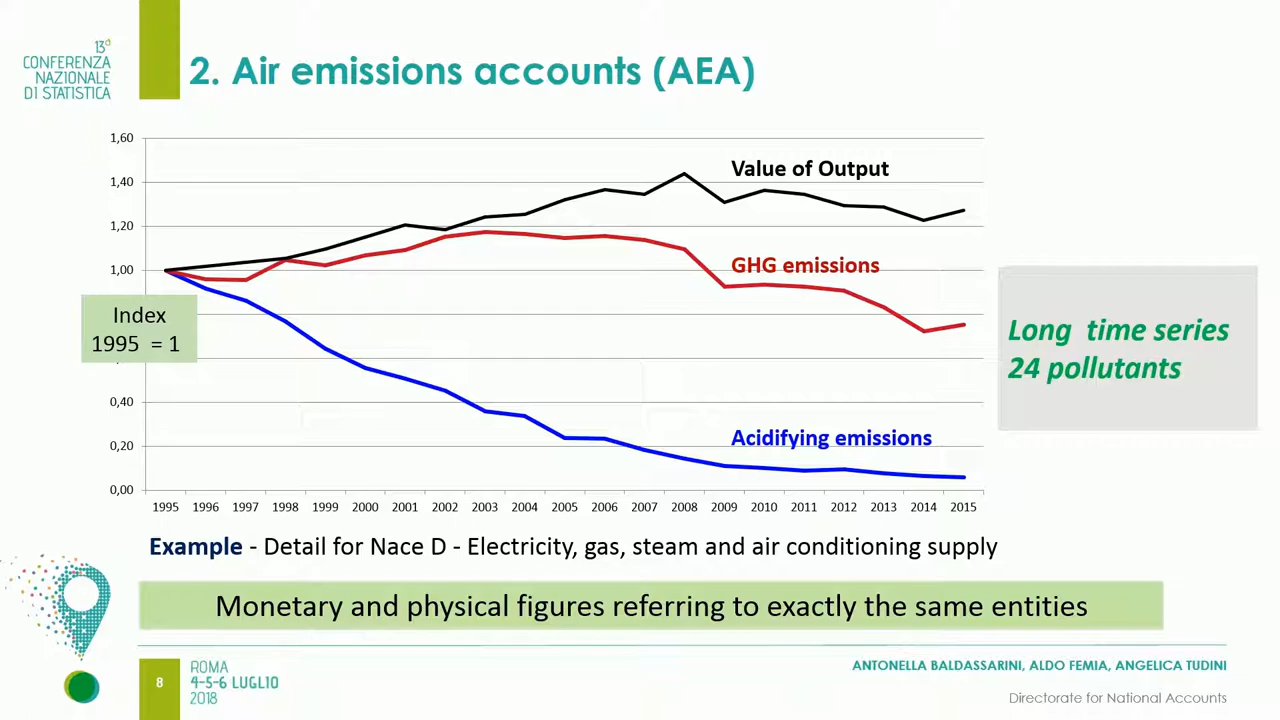 13a
CONFERENZA
NAZIONALE
DI STATISTICA
2. Air emissions accounts (AEA)
1,60
1,40
1,20
1,00
0,40
0,20
0,00
Value of Output
GHG emissions
Acidifying emissions
Index
1995 = 1
1995 1996 1997 1998 1999 2000 2001 2002 2003 2004 2005 2006 2007 2008 2009 2010 2011 2012 2013 2014 2015
Long time series
24 pollutants
Example - Detail for Nace D - Electricity, gas, steam and air conditioning supply
Monetary and physical figures referring to exactly the same entities
8
ROMA
4-5-6 LUGLIO
2018
ANTONELLA BALDASSARINI, ALDO FEMIA, ANGELICA TUDINI
Directorate for National Accounts